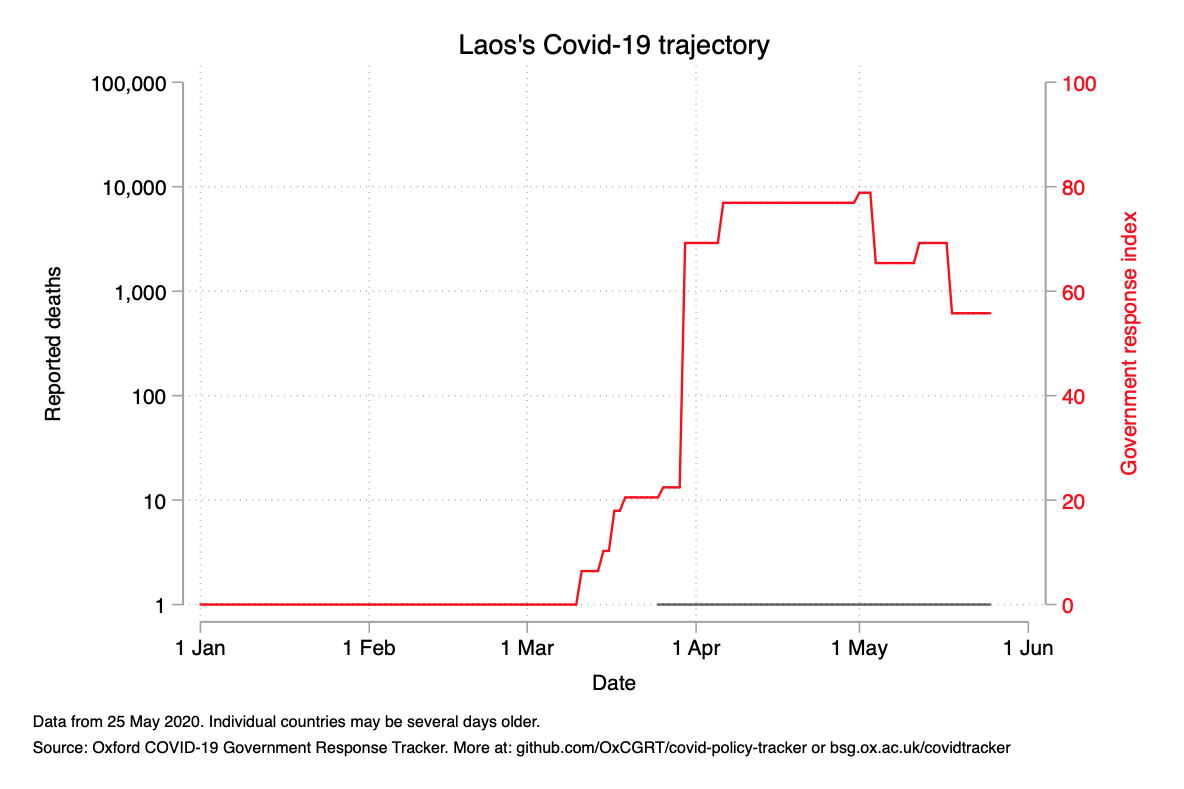 Laos's Covid-19 trajectory
100,000
10,000
1,000
100
10
1
Reported deaths
100
80
60
40
20
0
Government response index
1 Jan
1 Feb
1 Mar
1 Apr
1 May
1 Jun
Date
Data from 25 May 2020. Individual countries may be several days older.
Source: Oxford COVID-19 Government Response Tracker. More at: github.com/OxCGRT/covid-policy-tracker or bsg.ox.ac.uk/covidtracker